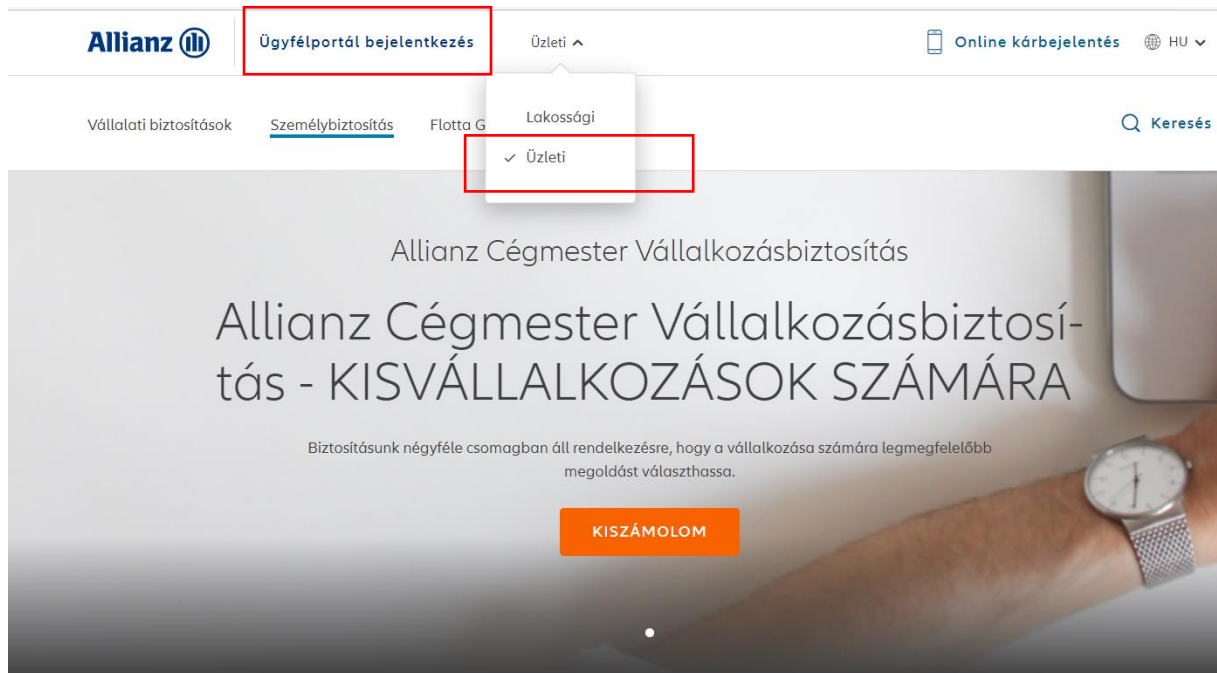 Allianz
Ügyfélportál bejelentkezés
Üzleti
Online kárbejelentés
HU
Vállalati biztosítások
Személybiztosítás
Flotta G
Lakossági
Üzleti
Keresés
Allianz Cégmester Vállalkozásbiztosítás
Allianz Cégmester Vállalkozásbiztosí-
tás - KISVÁLLALKOZÁSOK SZÁMÁRA
Biztosításunk négyféle csomagban áll rendelkezésre, hogy a vállalkozása számára legmegfelelőbb
megoldást választhassa.
KISZÁMOLOM